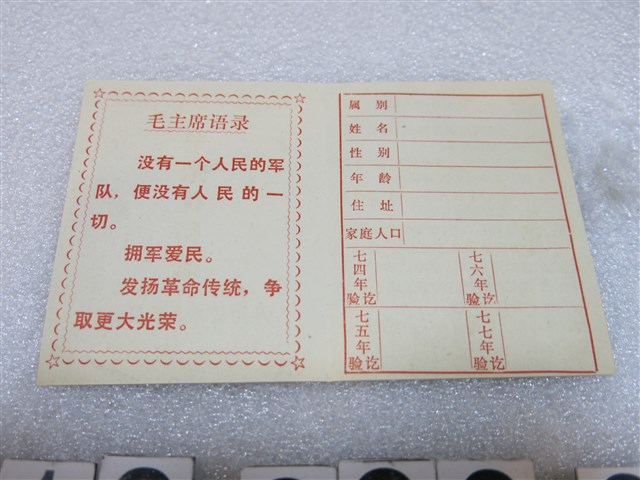 毛主席语录
没有一个人民的军
队，便没有人民的一
切。
拥军爱民。
发扬革命传统，争
取更大光荣。
属别
姓名
性别
年龄
住址
家庭人口
七四年验讫
七六年验讫
七五年验讫
七七年验讫